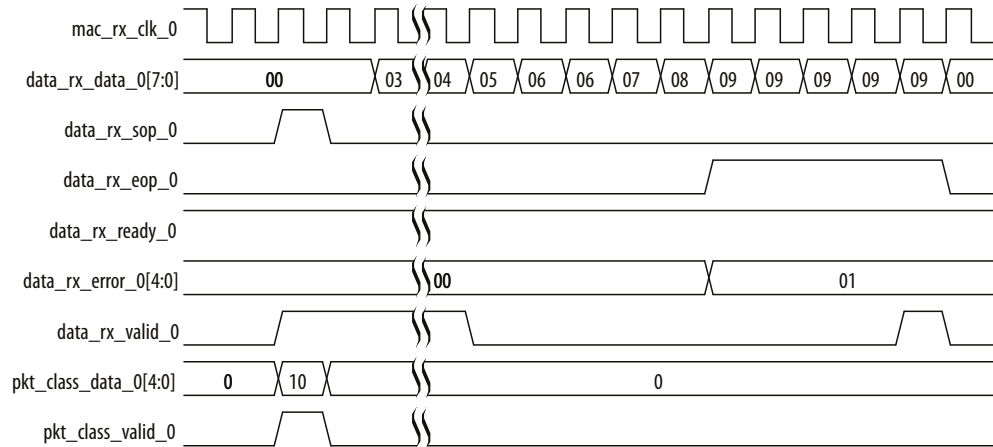 mac_rx_clk_0
data_rx_data_0[7:0] 00 03 04 05 06 06 07 08 09 09 09 09 09 00
data_rx_sop_0
data_rx_eop_0
data_rx_ready_0
data_rx_error_0[4:0] 00 01
data_rx_valid_0
pkt_class_data_0[4:0] 0 10 0
pkt_class_valid_0